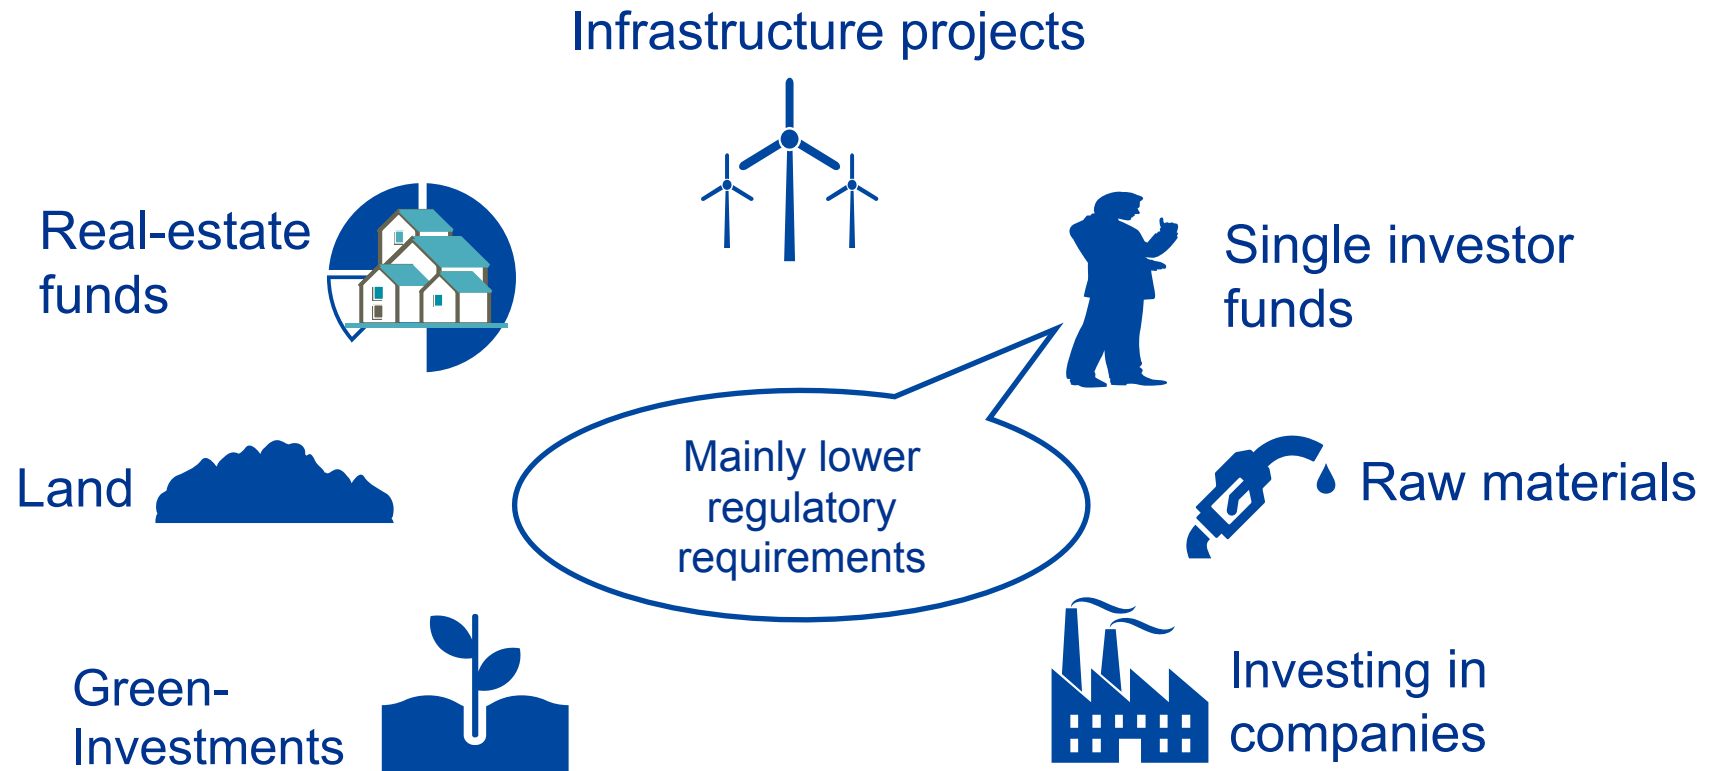 Infrastructure projects
Real-estate
funds
Single investor
funds
Land
Mainly lower
regulatory
requirements
Raw materials
Green-
Investments
Investing in
companies